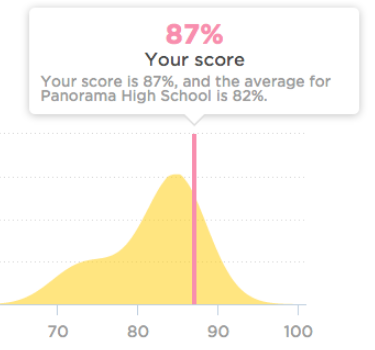 87%
Your score
Your score is 87%, and the average for
Panorama High School is 82%.
70 80 90 100